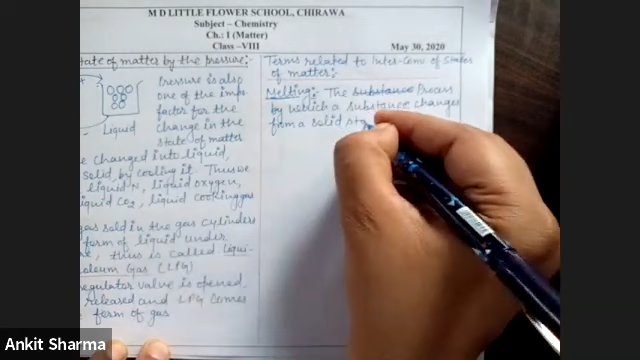 M D LITTLE FLOWER SCHOOL, CHIRAWA
Subject – Chemistry
Ch.: I (Matter)
Class –VIII
May 30, 2020
tate of matter by the pressure:-
Pressure is also
one of the imp
factor for the
change in the
state of matter
Liquid
e changed into liquid,
solid by cooling it. Thus we
liquid N, liquid oxygen,
iquid CO2, liquid cooking gas
gas sold in the gas cylinders
form of liquid under
e, thus is called liqui-
oleum Gas (LPG)
regulator valve is opened,
released and LPG comes
form of gas
Terms related to Inter-Conv. of States
of matter:-
Melting:- The substance Process
by which a substance changes
from a solid sta
Ankit Sharma